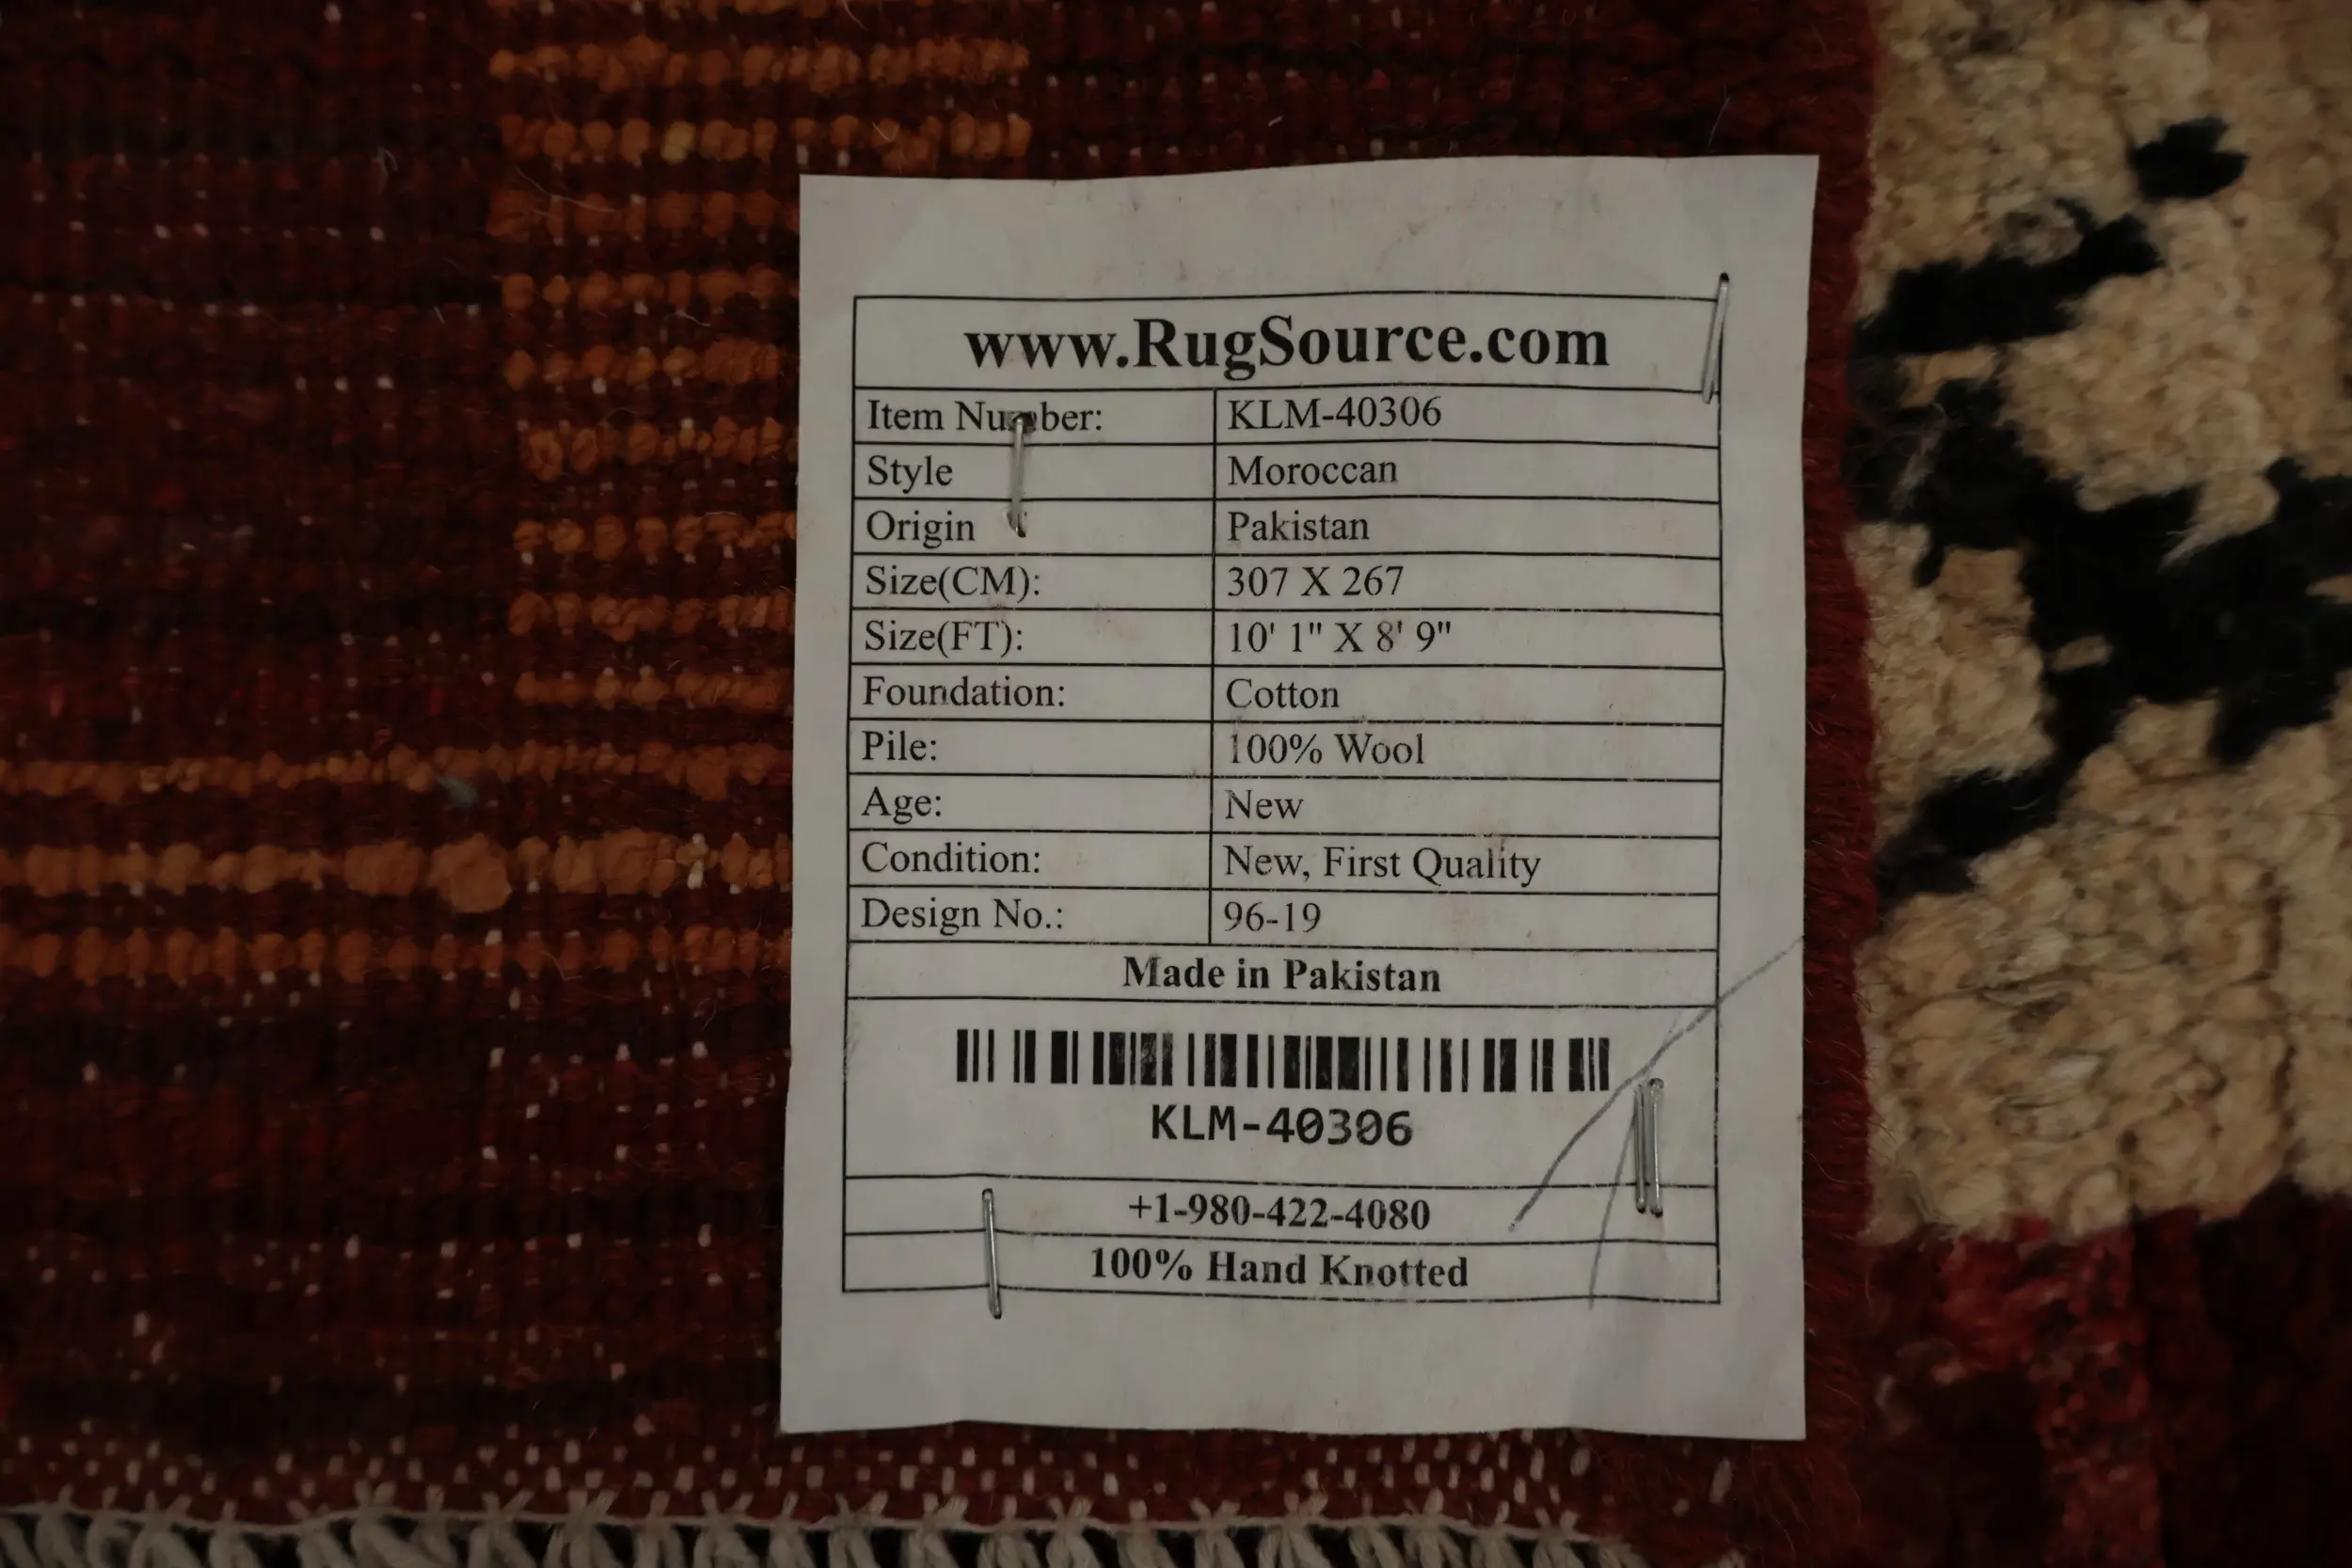 www.RugSource.com
Item Number: KLM-40306
Style Moroccan
Origin Pakistan
Size(CM): 307 X 267
Size(FT): 10' 1" X 8' 9"
Foundation: Cotton
Pile: 100% Wool
Age: New
Condition: New, First Quality
Design No.: 96-19
Made in Pakistan
KLM-40306
+1-980-422-4080
100% Hand Knotted